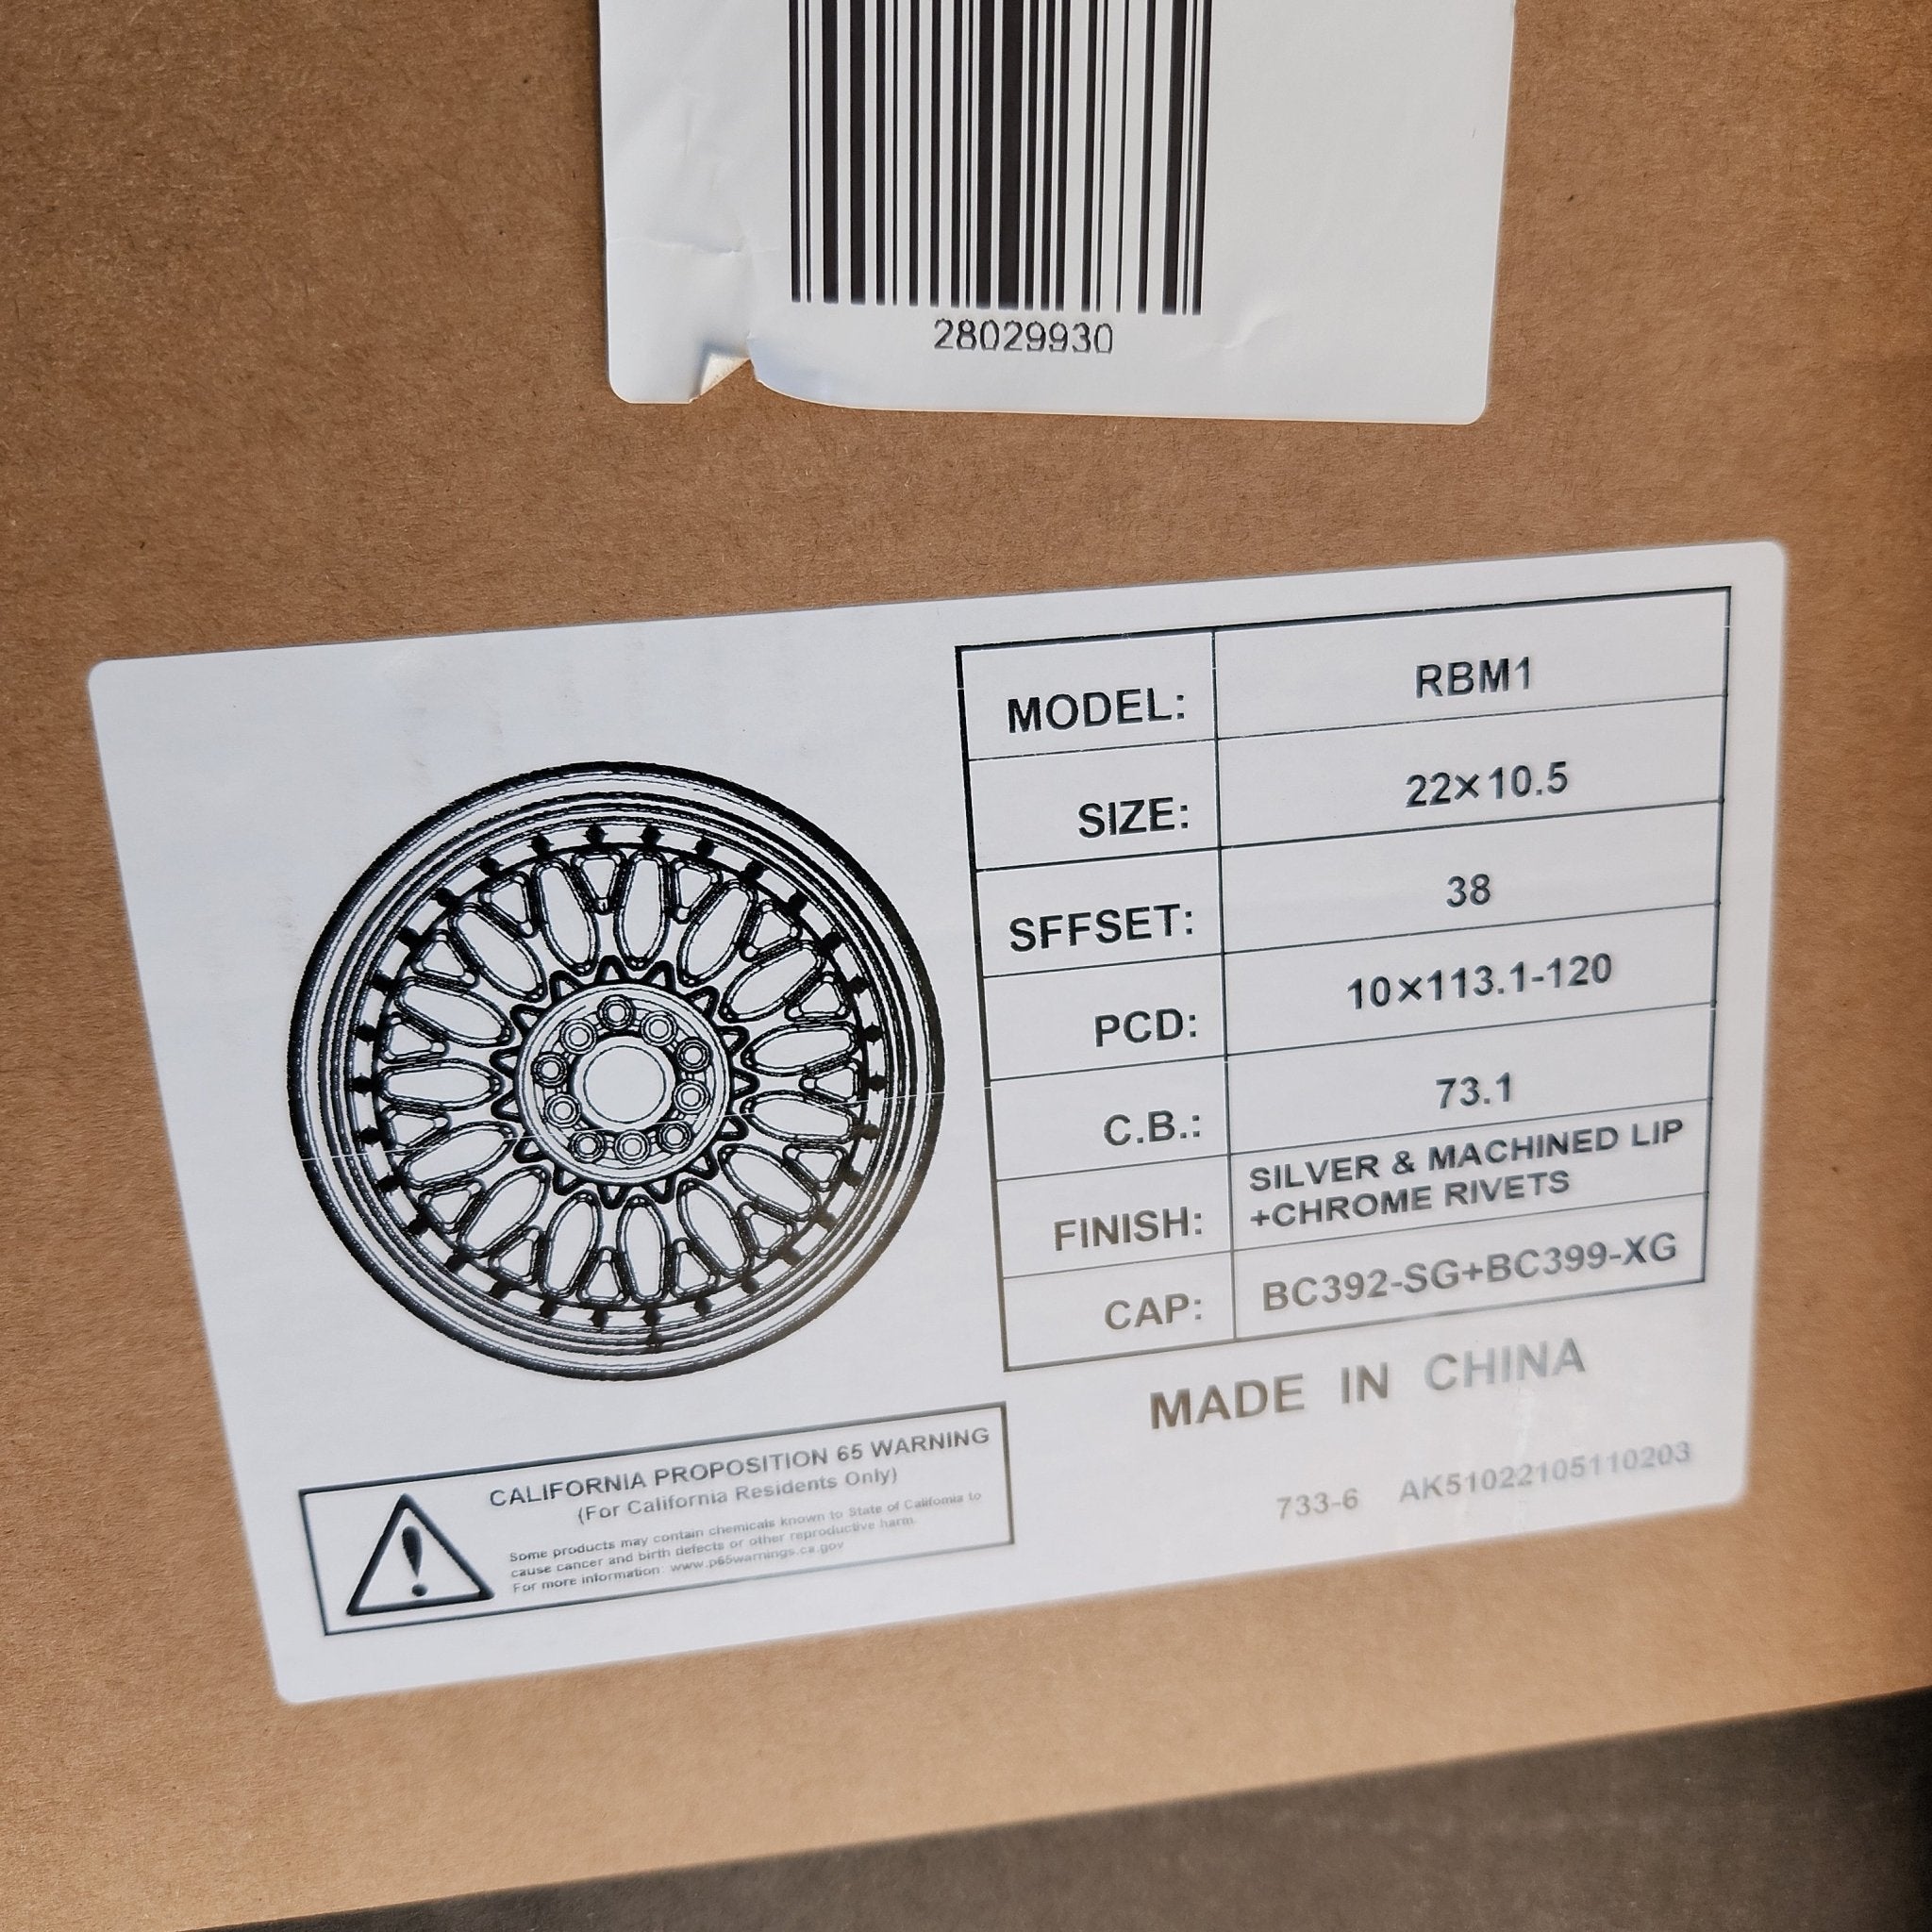 28029930
MODEL: RBM1
SIZE: 22×10.5
SFFSET: 38
PCD: 10×113.1-120
C.B.: 73.1
FINISH: SILVER & MACHINED LIP
+CHROME RIVETS
CAP: BC392-SG+BC399-XG
MADE IN CHINA
733-6 AK51022105110203
CALIFORNIA PROPOSITION 65 WARNING
(For California Residents Only)
Some products may contain chemicals known to State of California to
cause cancer and birth defects or other reproductive harm.
For more information: www.p65warnings.ca.gov